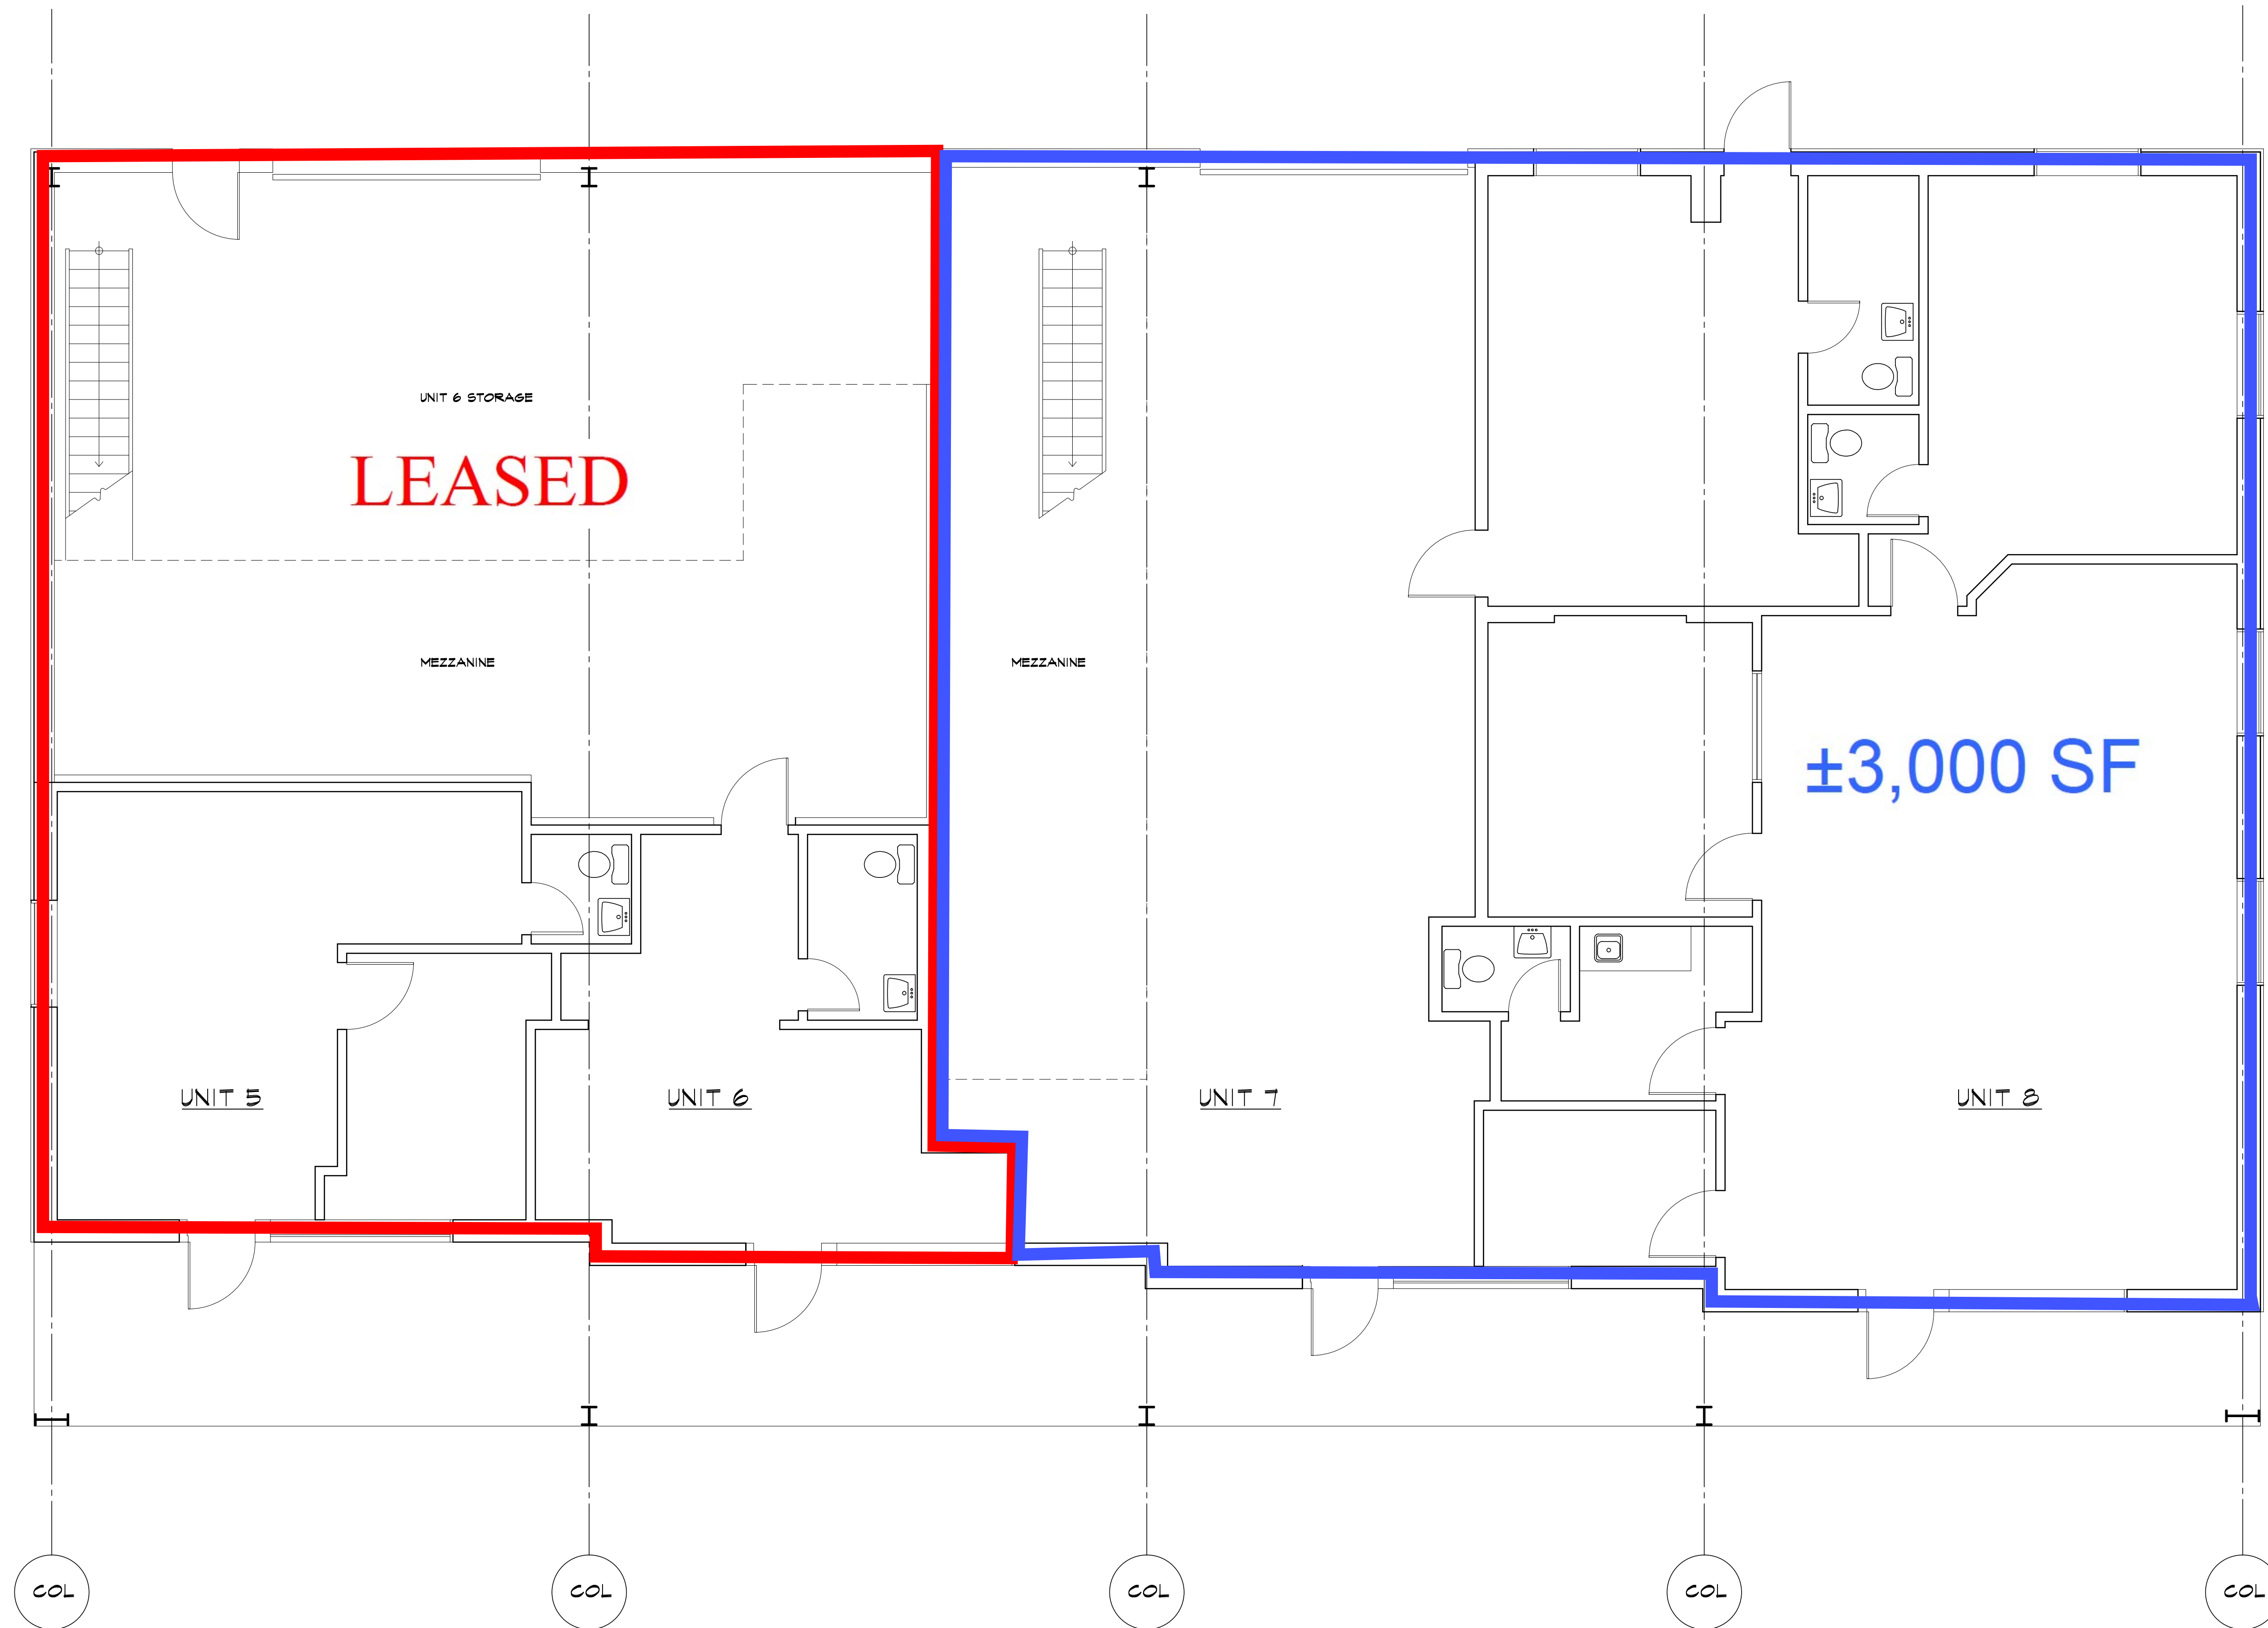 UNIT 6 STORAGE
LEASED
MEZZANINE
MEZZANINE
±3,000 SF
UNIT 5
UNIT 6
UNIT 7
UNIT 8
COL
COL
COL
COL
COL